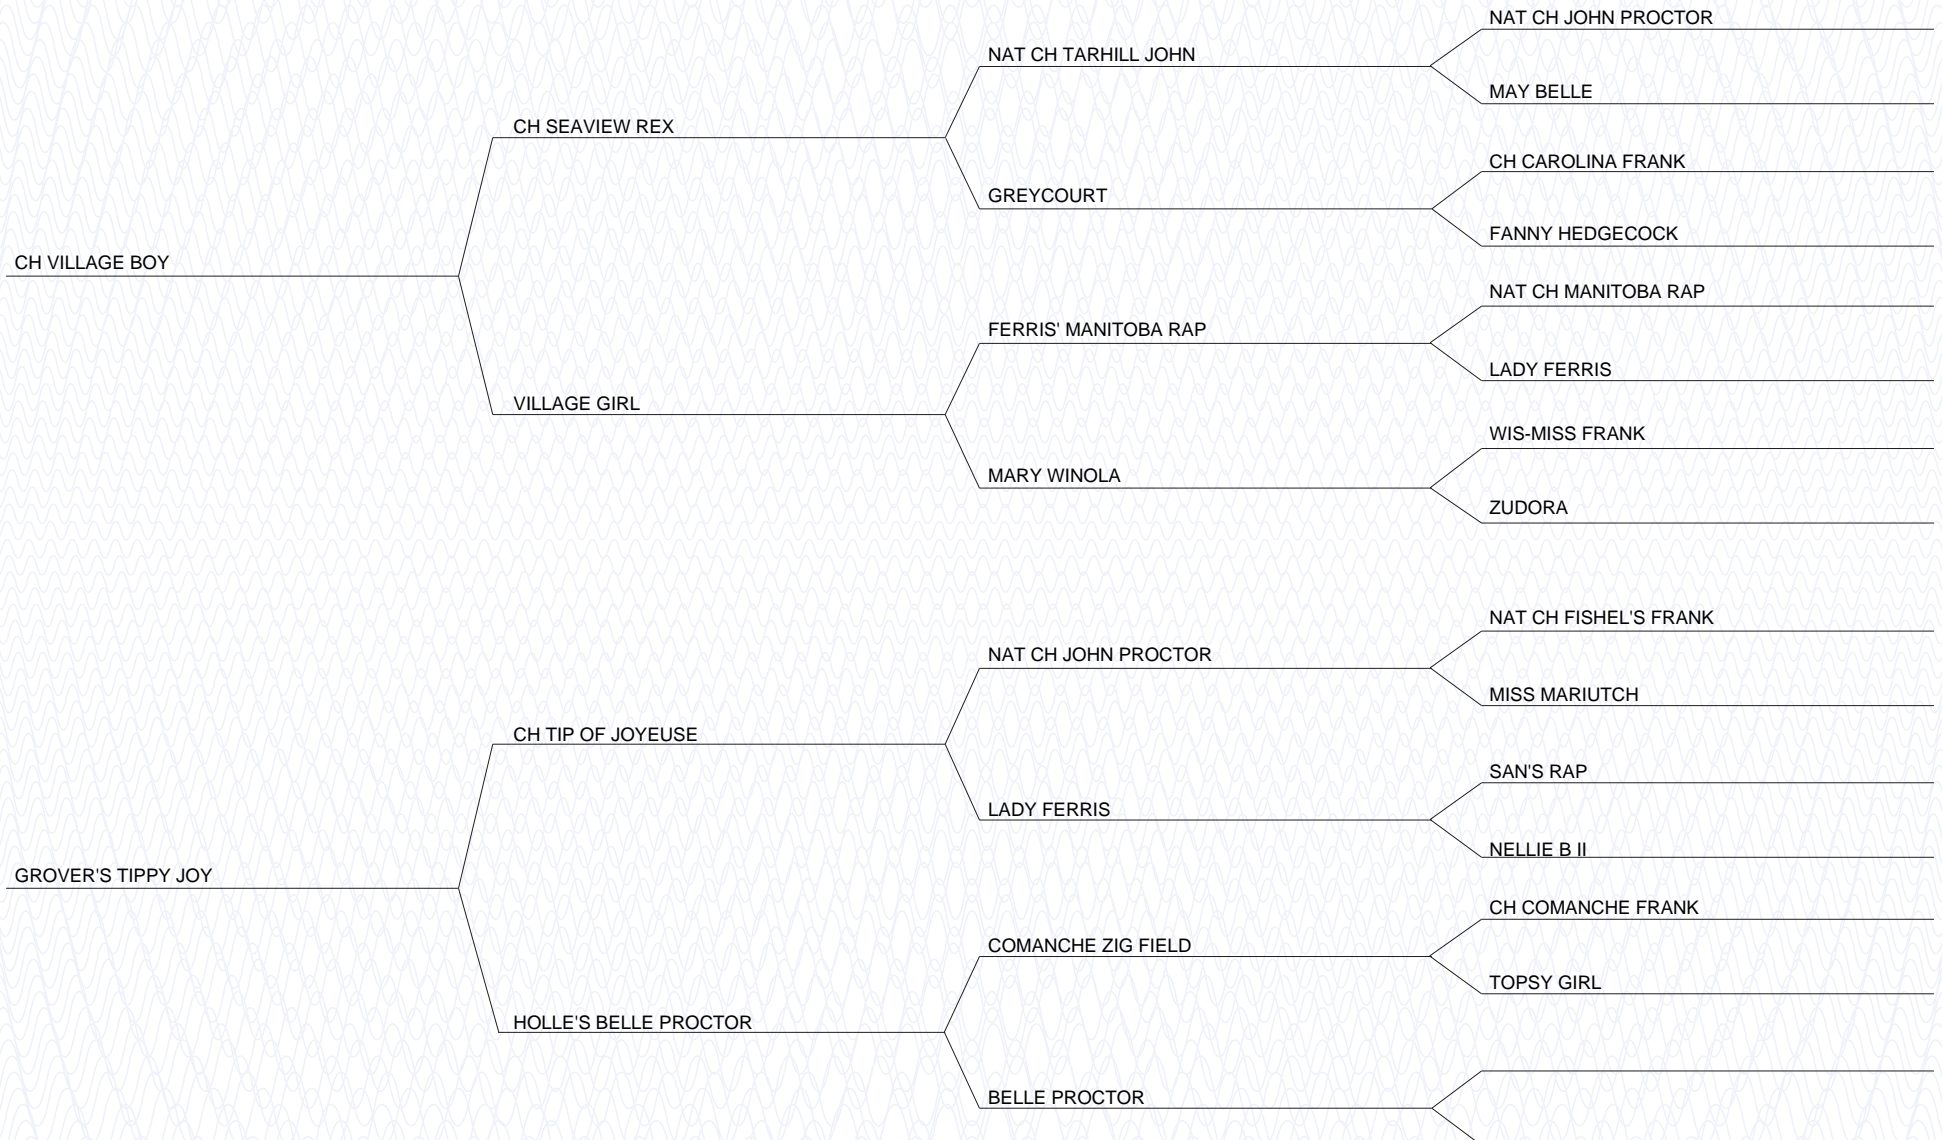 NAT CH JOHN PROCTOR
NAT CH TARHILL JOHN
MAY BELLE
CH SEAVIEW REX
CH CAROLINA FRANK
GREYCOURT
FANNY HEDGECOCK
CH VILLAGE BOY
NAT CH MANITOBA RAP
FERRIS' MANITOBA RAP
LADY FERRIS
VILLAGE GIRL
WIS-MISS FRANK
MARY WINOLA
ZUDORA
NAT CH FISHEL'S FRANK
NAT CH JOHN PROCTOR
MISS MARIUTCH
CH TIP OF JOYEUSE
SAN'S RAP
LADY FERRIS
NELLIE B II
GROVER'S TIPPY JOY
CH COMANCHE FRANK
COMANCHE ZIG FIELD
TOPSY GIRL
HOLLE'S BELLE PROCTOR
BELLE PROCTOR